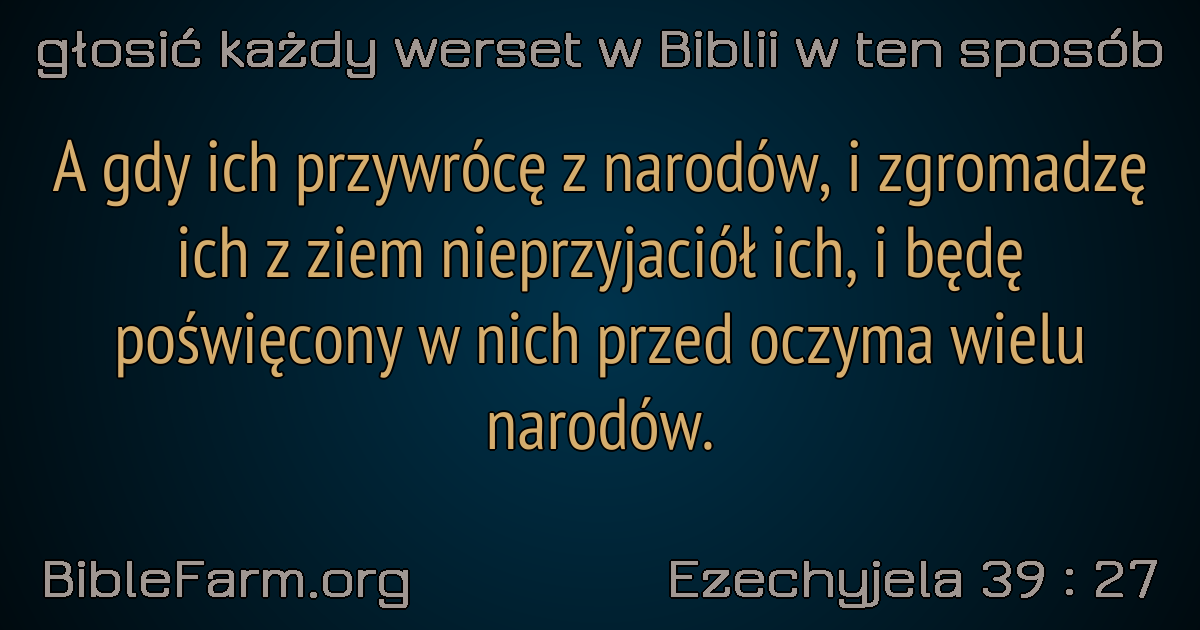 głosić każdy werset w Biblii w ten sposób
A gdy ich przywrócę z narodów, i zgromadzę
ich z ziem nieprzyjaciół ich, i będę
poświęcony w nich przed oczyma wielu
narodów.
BibleFarm.org
Ezechyjela 39 : 27